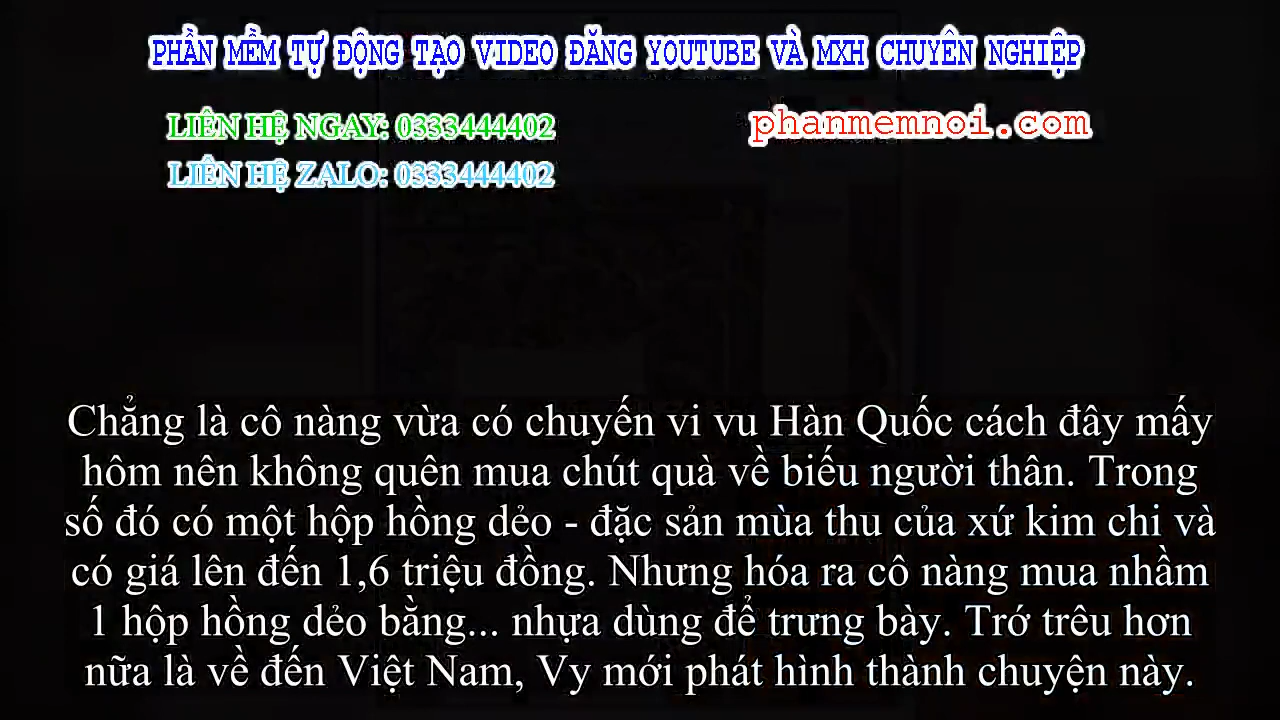 PHẦN MỀM TỰ ĐỘNG TẠO VIDEO ĐĂNG YOUTUBE VÀ MXH CHUYÊN NGHIỆP
LIÊN HỆ NGAY: 0333444402
phanmemnoi.com
LIÊN HỆ ZALO: 0333444402
Chẳng là cô nàng vừa có chuyến vi vu Hàn Quốc cách đây mấy
hôm nên không quên mua chút quà về biếu người thân. Trong
số đó có một hộp hồng dẻo - đặc sản mùa thu của xứ kim chi và
có giá lên đến 1,6 triệu đồng. Nhưng hóa ra cô nàng mua nhầm
1 hộp hồng dẻo bằng... nhựa dùng để trưng bày. Trớ trêu hơn
nữa là về đến Việt Nam, Vy mới phát hình thành chuyện này.